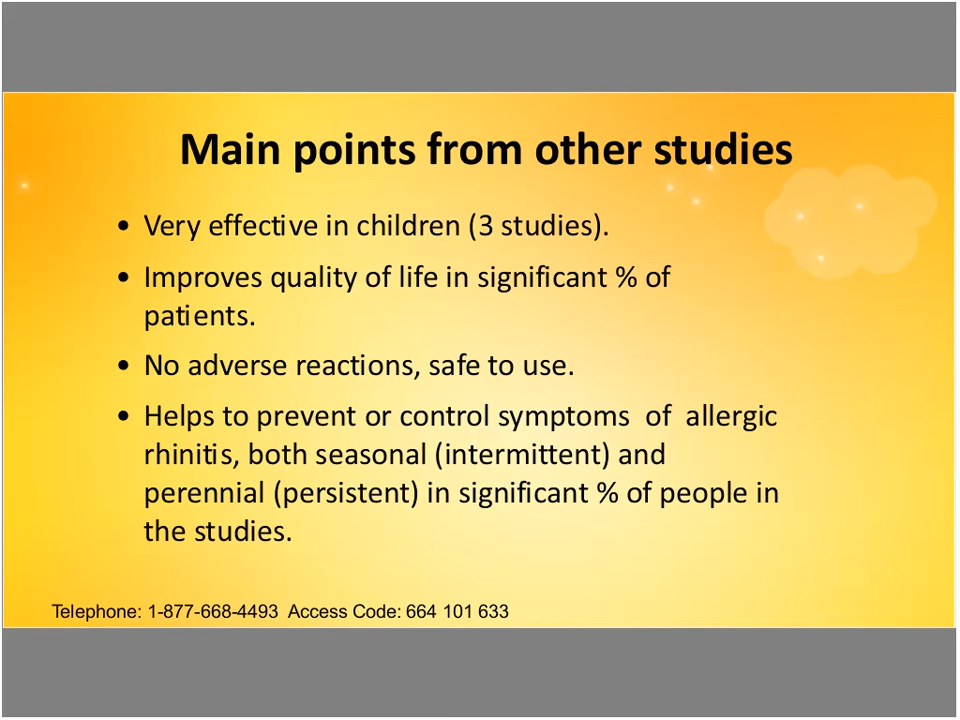 Main points from other studies
• Very effective in children (3 studies).
• Improves quality of life in significant % of
patients.
• No adverse reactions, safe to use.
• Helps to prevent or control symptoms  of  allergic
rhinitis, both seasonal (intermittent) and
perennial (persistent) in significant % of people in
the studies.
Telephone: 1-877-668-4493  Access Code: 664 101 633